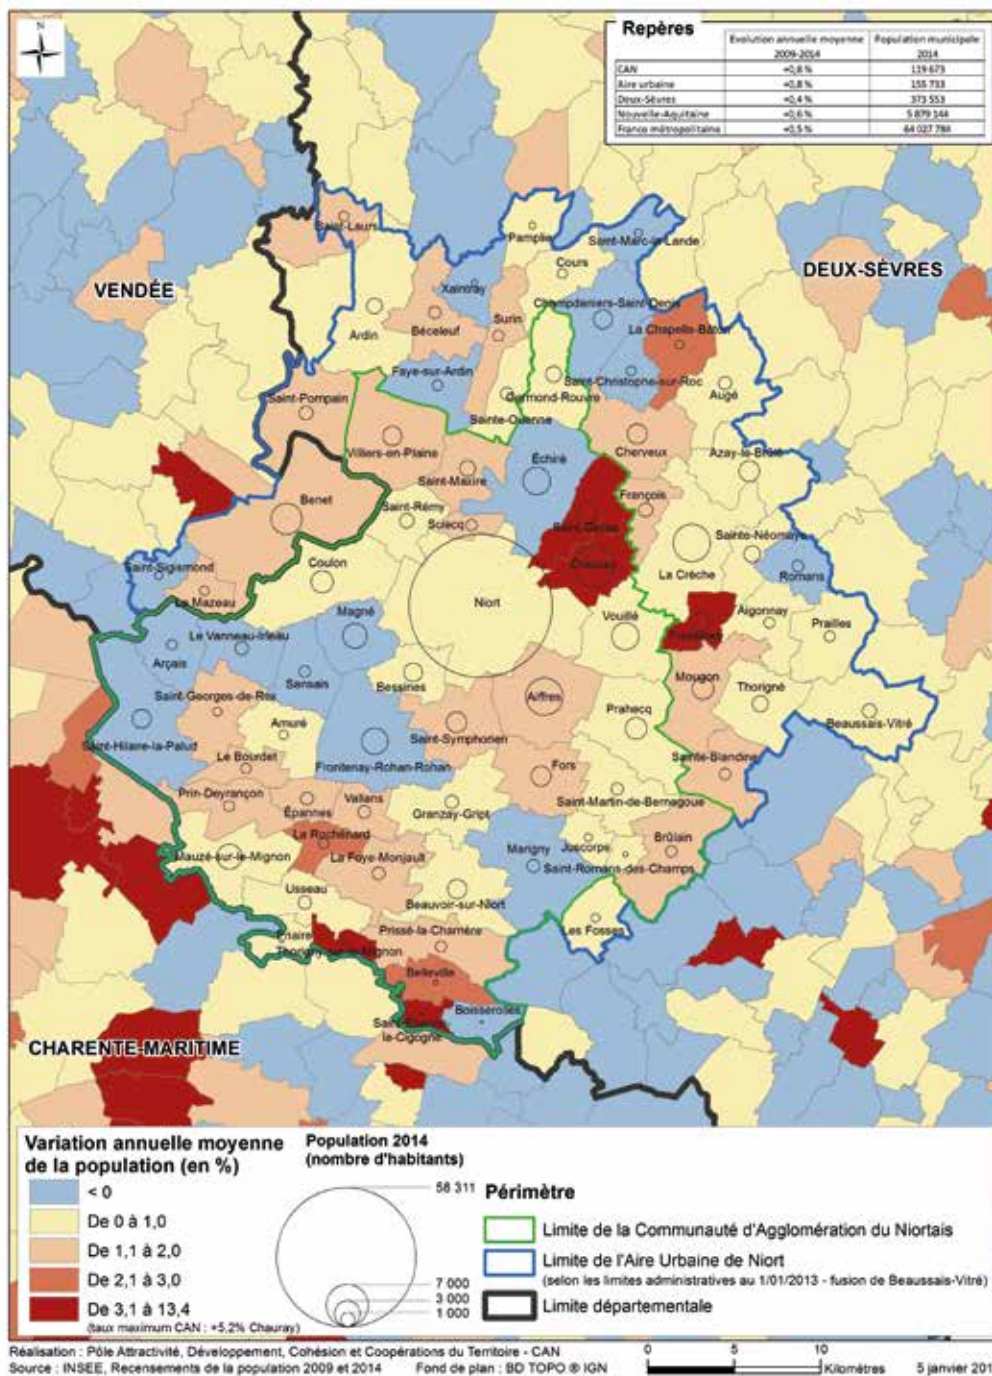 N
Repères
Evolution annuelle moyenne 2009-2014
Population municipale 2014
CAN +0,8 % 119 673
Aire urbaine +0,8 % 155 733
Deux-Sèvres +0,4 % 373 553
Nouvelle-Aquitaine +0,6 % 5 879 144
France métropolitaine +0,5 % 64 027 784
VENDÉE
DEUX-SÈVRES
Saint-Laurs
Pamplie
Saint-Marc-la-Lande
Cours
Xaintray
Champdeniers-Saint-Denis
Ardin
Béceleuf
Surin
La Chapelle-Bâton
Faye-sur-Ardin
Saint-Christophe-sur-Roc
Germond-Rouvre
Augé
Saint-Pompain
Sainte-Ouenne
Villiers-en-Plaine
Cherveux
Azay-le-Brûlé
Échiré
Saint-Maxire
Benet
François
Saint-Rémy
Sciecq
Saint-Gelais
Sainte-Néomaye
Coulon
Chauray
La Crèche
Saint-Sigismond
Romans
Le Mazeau
Niort
Magné
Vouillé
Aigonnay
Prailles
Le Vanneau-Irleau
Arçais
Sansais
Bessines
Mougon
Thorigné
Saint-Georges-de-Rex
Aiffres
Amuré
Prahecq
Beaussais-Vitré
Saint-Hilaire-la-Palud
Saint-Symphorien
Sainte-Blandine
Le Bourdet
Frontenay-Rohan-Rohan
Fors
Prin-Deyrançon
Épannes
Vallans
Granzay-Gript
Saint-Martin-de-Bernegoue
La Rochénard
Juscorps
Brûlain
Mauzé-sur-le-Mignon
La Foye-Monjault
Marigny
Saint-Romans-des-Champs
Usseau
Beauvoir-sur-Niort
Les Fosses
Priaire
Prissé-la-Charrière
Thorigny-sur-le-Mignon
Belleville
Boisserolles
la-Cigogne
CHARENTE-MARITIME
Variation annuelle moyenne
de la population (en %)
< 0
De 0 à 1,0
De 1,1 à 2,0
De 2,1 à 3,0
De 3,1 à 13,4
(taux maximum CAN : +5,2% Chauray)
Population 2014
(nombre d'habitants)
58 311
7 000
3 000
1 000
Périmètre
Limite de la Communauté d'Agglomération du Niortais
Limite de l'Aire Urbaine de Niort
(selon les limites administratives au 1/01/2013 - fusion de Beaussais-Vitré)
Limite départementale
Réalisation : Pôle Attractivité, Développement, Cohésion et Coopérations du Territoire - CAN
Source : INSEE, Recensements de la population 2009 et 2014 Fond de plan : BD TOPO ® IGN
0 5 10
Kilomètres
5 janvier 201